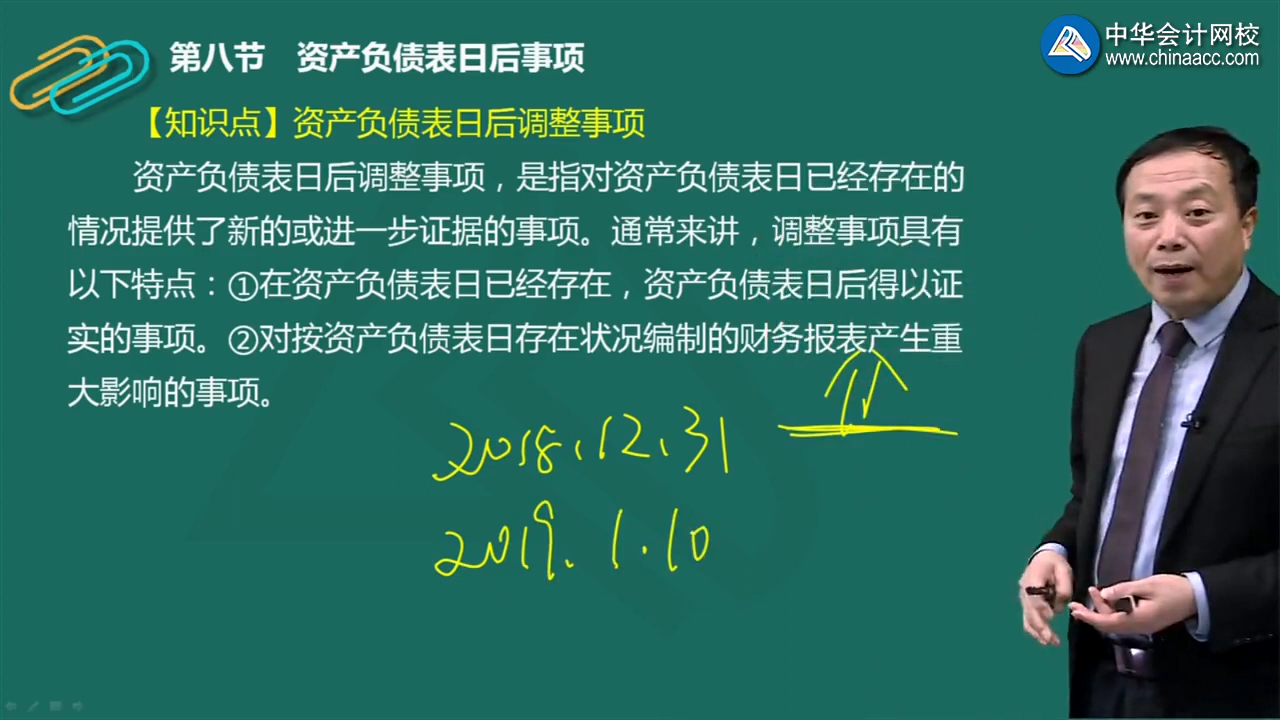 第八节 资产负债表日后事项
中华会计网校
www.chinaacc.com
【知识点】资产负债表日后调整事项
资产负债表日后调整事项，是指对资产负债表日已经存在的
情况提供了新的或进一步证据的事项。通常来讲，调整事项具有
以下特点：①在资产负债表日已经存在，资产负债表日后得以证
实的事项。②对按资产负债表日存在状况编制的财务报表产生重
大影响的事项。
2018.12.31
2019.1.10